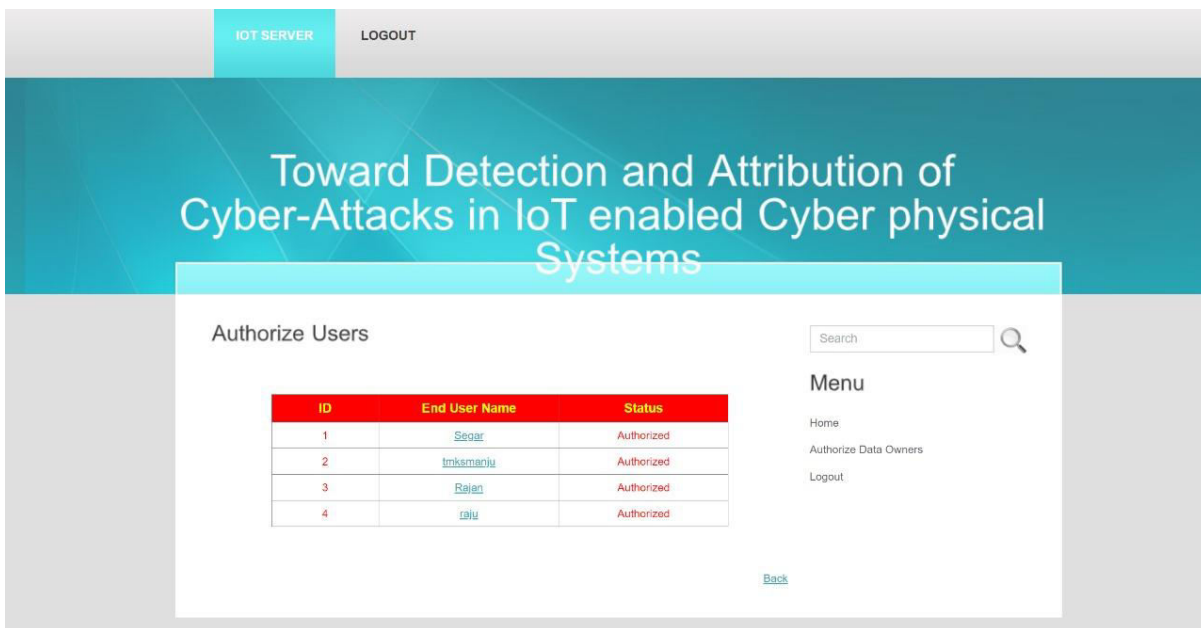 IOT SERVER LOGOUT
Toward Detection and Attribution of
Cyber-Attacks in IoT enabled Cyber physical
Systems
Authorize Users
Search
Menu
ID End User Name Status
1 Segar Authorized
2 tmksmanju Authorized
3 Rajan Authorized
4 raju Authorized
Home
Authorize Data Owners
Logout
Back